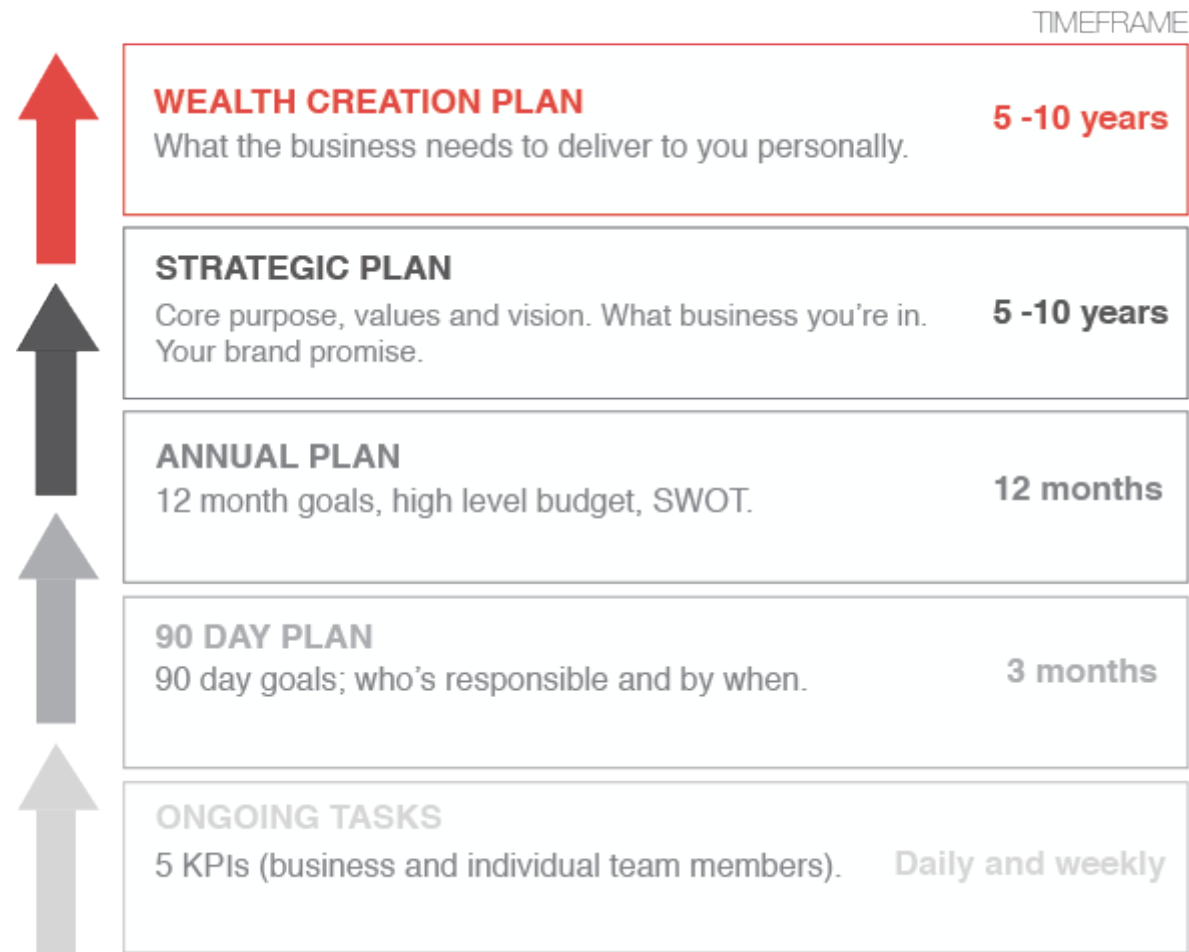 TIMEFRAME
WEALTH CREATION PLAN
What the business needs to deliver to you personally.
5 -10 years
STRATEGIC PLAN
Core purpose, values and vision. What business you’re in.
Your brand promise.
5 -10 years
ANNUAL PLAN
12 month goals, high level budget, SWOT.
12 months
90 DAY PLAN
90 day goals; who’s responsible and by when.
3 months
ONGOING TASKS
5 KPIs (business and individual team members).
Daily and weekly